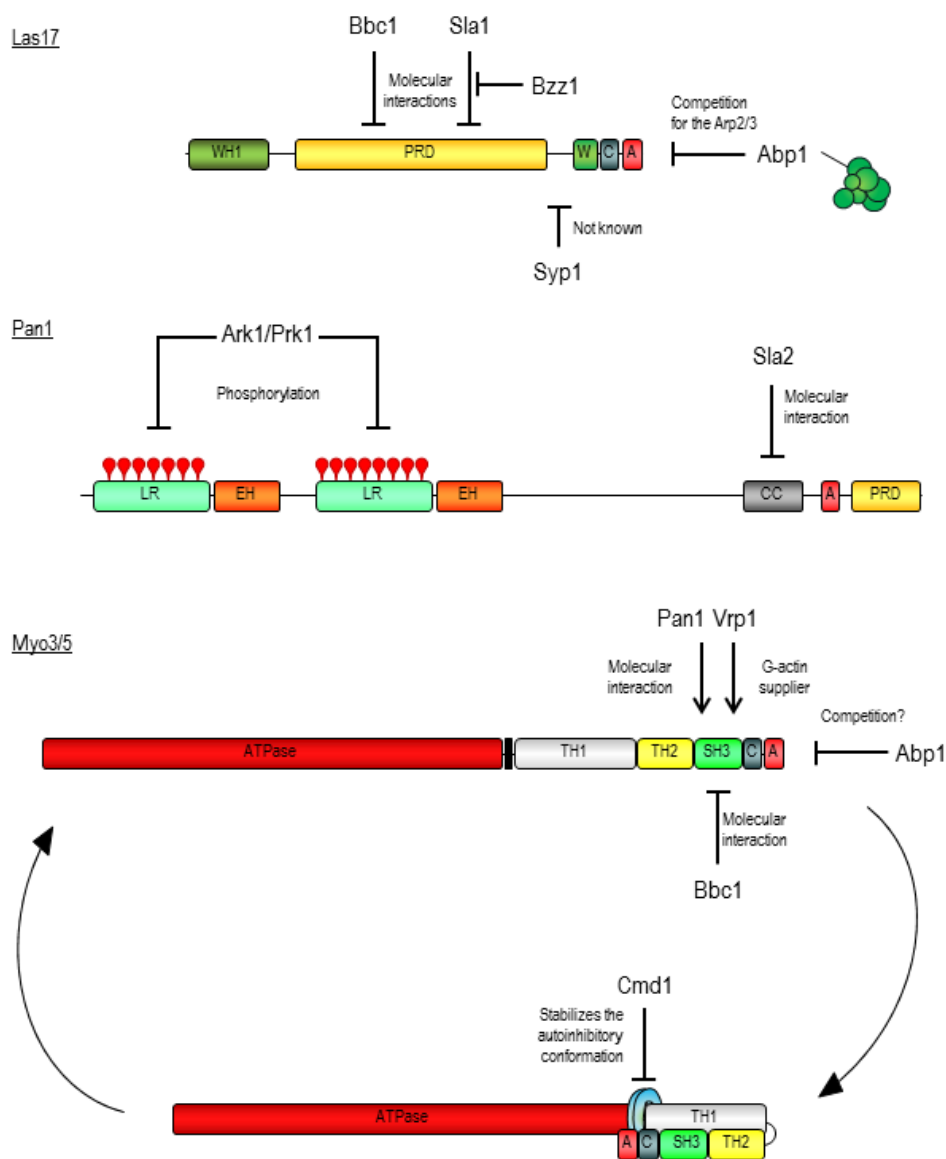 Las17
Bbc1
Sla1
Molecular
interactions
Bzz1
Competition
for the Arp2/3
Abp1
WH1
PRD
W
C
A
Not known
Syp1
Pan1
Ark1/Prk1
Phosphorylation
Sla2
Molecular
interaction
LR
EH
LR
EH
CC
A
PRD
Myo3/5
Pan1 Vrp1
Molecular
interaction
G-actin
supplier
Competition?
Abp1
ATPase
TH1
TH2
SH3
C
A
Molecular
interaction
Bbc1
Cmd1
Stabilizes the
autoinhibitory
conformation
ATPase
TH1
A
C
SH3
TH2